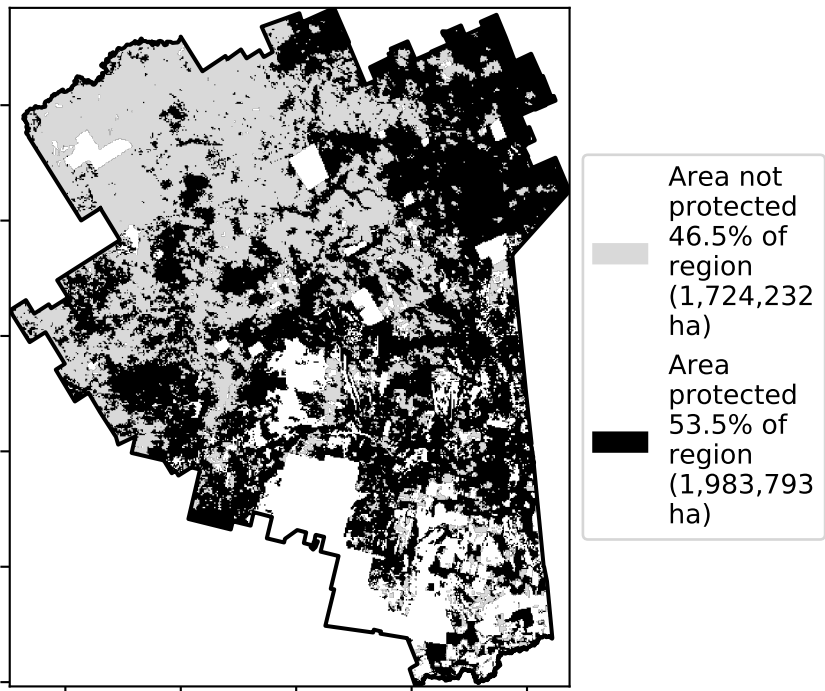 Area not
protected
46.5% of
region
(1,724,232
ha)
Area
protected
53.5% of
region
(1,983,793
ha)